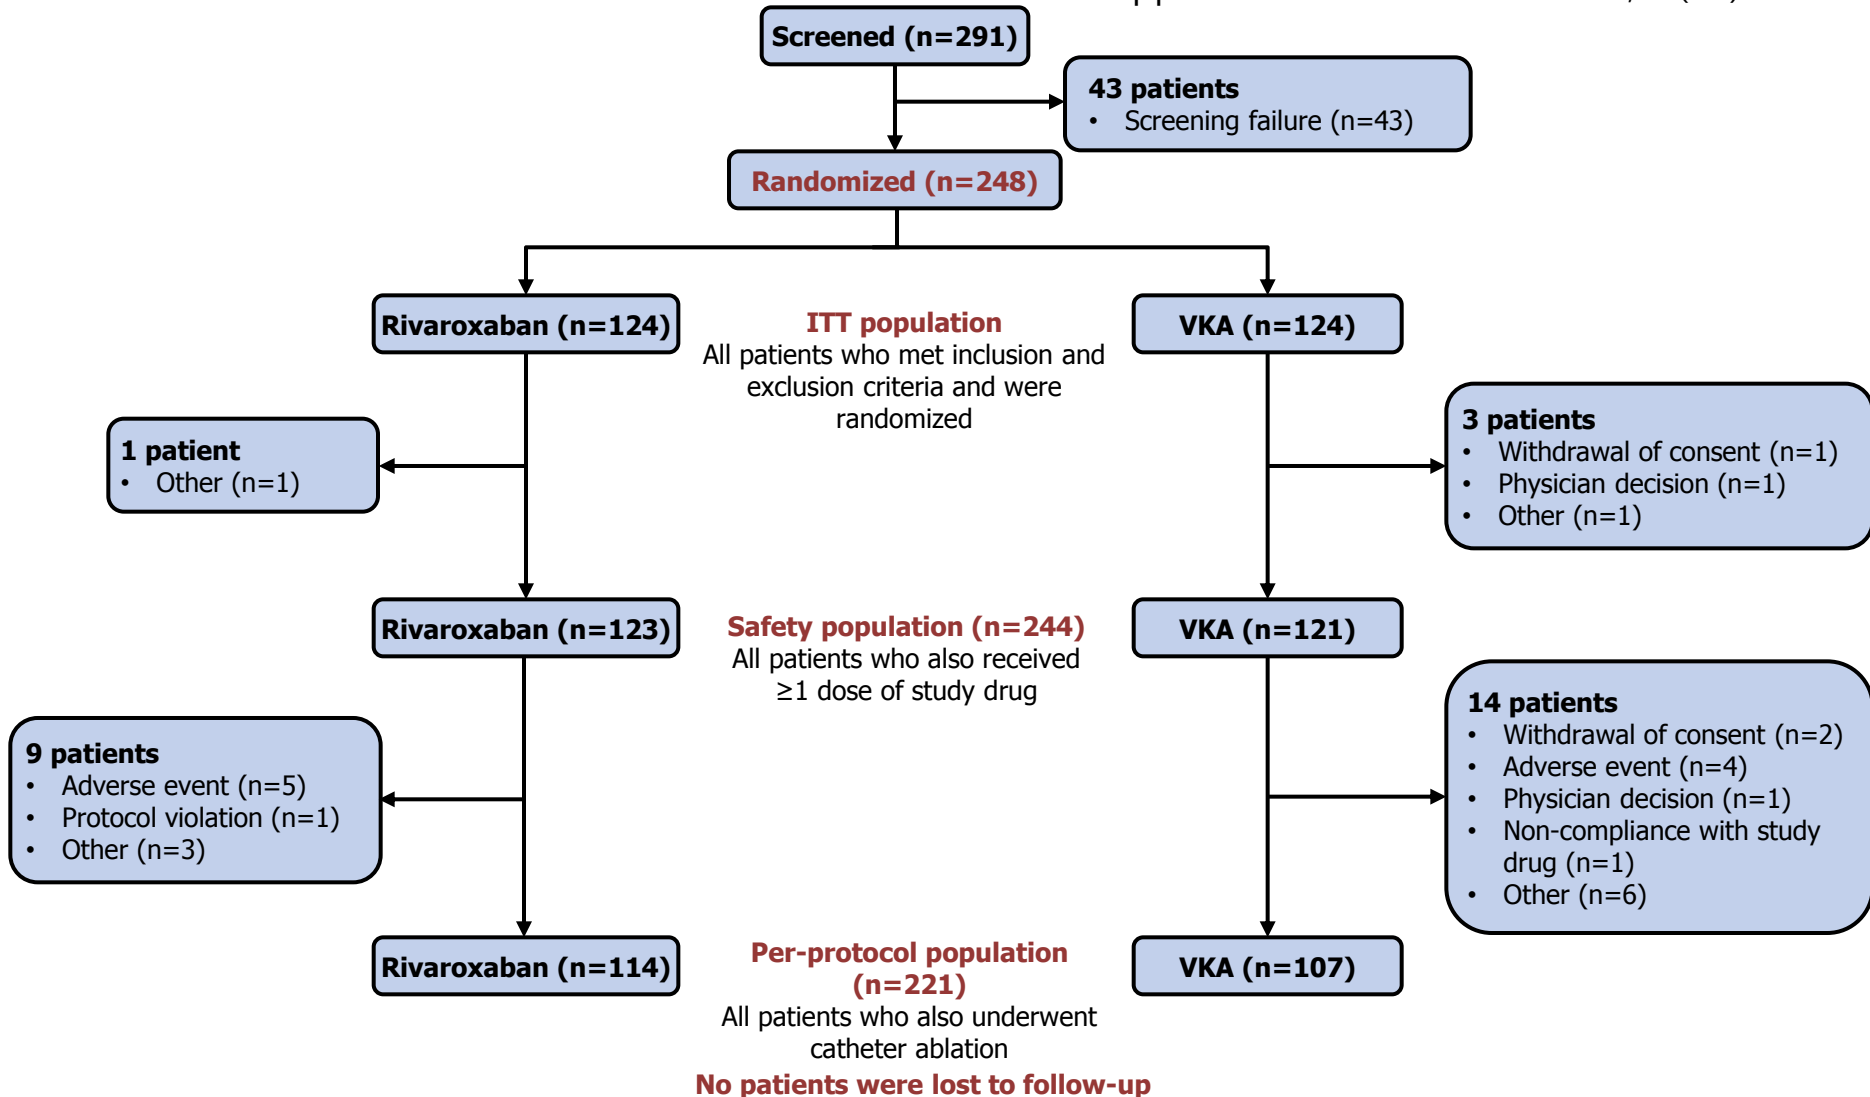 Screened (n=291)
43 patients
• Screening failure (n=43)
Randomized (n=248)
Rivaroxaban (n=124)
ITT population
All patients who met inclusion and
exclusion criteria and were
randomized
VKA (n=124)
1 patient
• Other (n=1)
3 patients
• Withdrawal of consent (n=1)
• Physician decision (n=1)
• Other (n=1)
Rivaroxaban (n=123)
Safety population (n=244)
All patients who also received
≥1 dose of study drug
VKA (n=121)
9 patients
• Adverse event (n=5)
• Protocol violation (n=1)
• Other (n=3)
14 patients
• Withdrawal of consent (n=2)
• Adverse event (n=4)
• Physician decision (n=1)
• Non-compliance with study
drug (n=1)
• Other (n=6)
Rivaroxaban (n=114)
Per-protocol population
(n=221)
All patients who also underwent
catheter ablation
VKA (n=107)
No patients were lost to follow-up